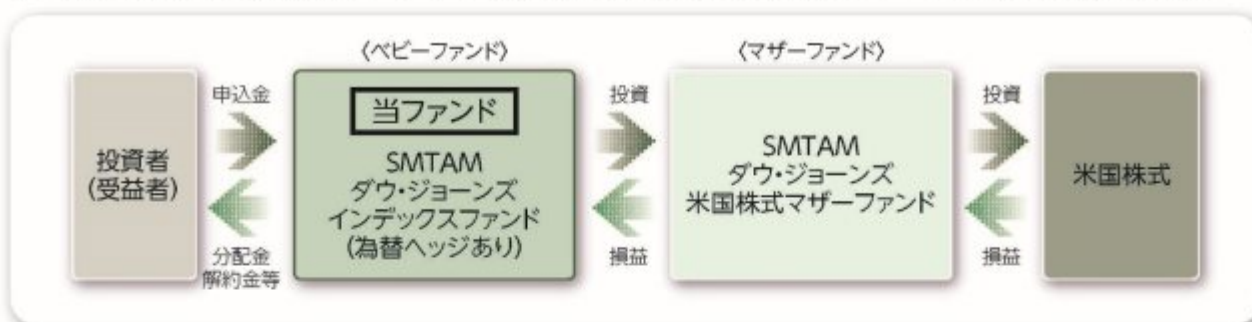 〈ベビーファンド〉
〈マザーファンド〉
投資者
(受益者)
申込金
分配金
解約金等
当ファンド
SMTAM
ダウ・ジョーンズ
インデックスファンド
(為替ヘッジあり)
投資
損益
SMTAM
ダウ・ジョーンズ
米国株式マザーファンド
投資
損益
米国株式